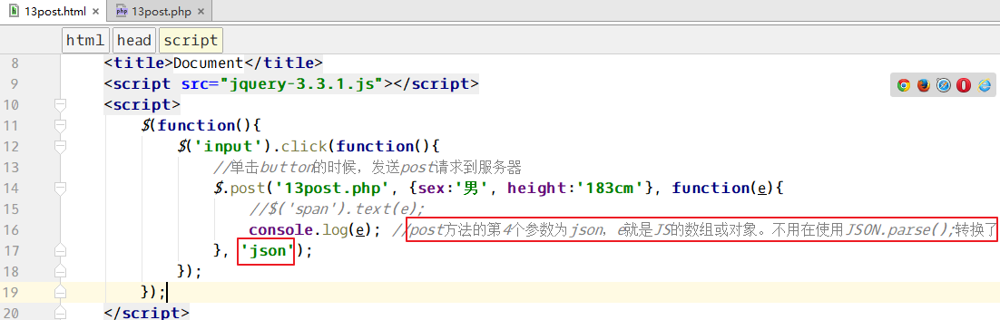 13post.html × 13post.php ×
html head script
8 <title>Document</title>
9 <script src="jquery-3.3.1.js"></script>
10 <script>
11 $(function(){
12 $('input').click(function(){
13 //单击button的时候，发送post请求到服务器
14 $.post('13post.php', {sex:'男', height:'183cm'}, function(e){
15 //$('span').text(e);
16 console.log(e); //post方法的第4个参数为json，e就是JS的数组或对象。不用在使用JSON.parse();转换了
17 }, 'json');
18 });
19 });
20 </script>